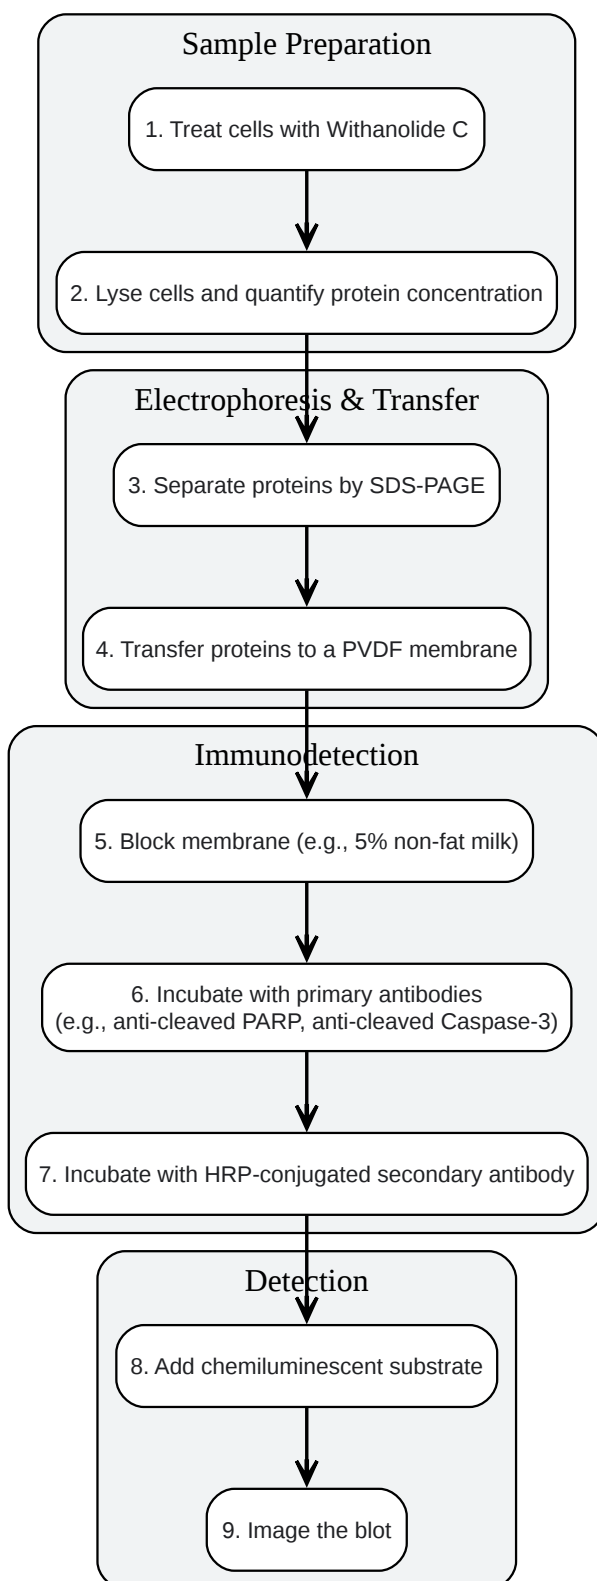 Sample Preparation
1. Treat cells with Withanolide C
2. Lyse cells and quantify protein concentration
Electrophoresis & Transfer
3. Separate proteins by SDS-PAGE
4. Transfer proteins to a PVDF membrane
Immunodetection
5. Block membrane (e.g., 5% non-fat milk)
6. Incubate with primary antibodies
(e.g., anti-cleaved PARP, anti-cleaved Caspase-3)
7. Incubate with HRP-conjugated secondary antibody
Detection
8. Add chemiluminescent substrate
9. Image the blot